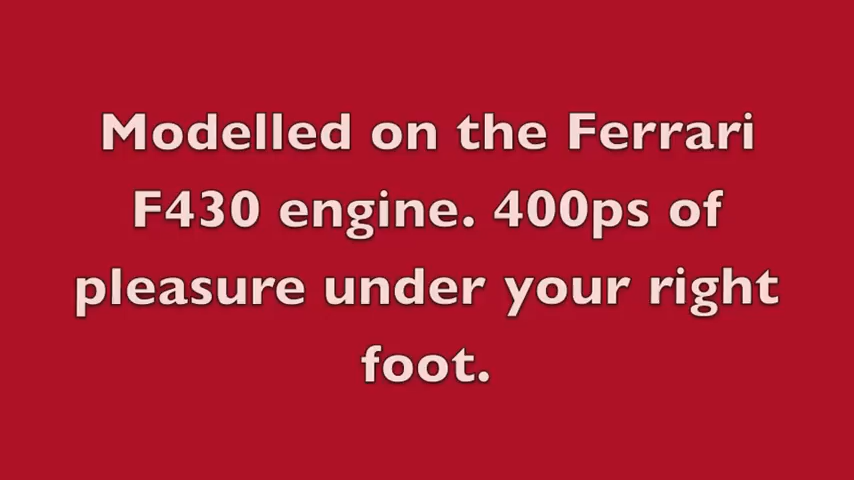 Modelled on the Ferrari
F430 engine. 400ps of
pleasure under your right
foot.